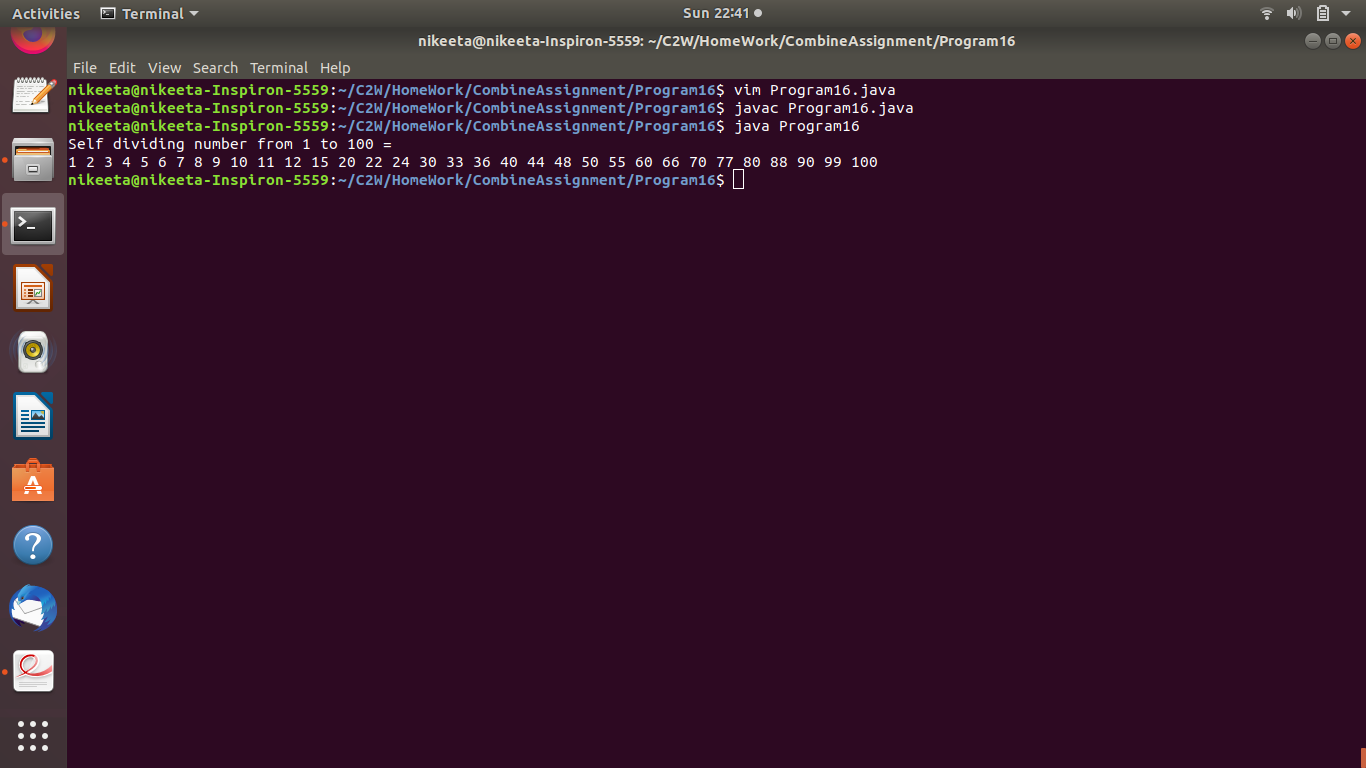 Activities Terminal Sun 22:41
nikeeta@nikeeta-Inspiron-5559: ~/C2W/HomeWork/CombineAssignment/Program16
File Edit View Search Terminal Help
nikeeta@nikeeta-Inspiron-5559:~/C2W/HomeWork/CombineAssignment/Program16$ vim Program16.java
nikeeta@nikeeta-Inspiron-5559:~/C2W/HomeWork/CombineAssignment/Program16$ javac Program16.java
nikeeta@nikeeta-Inspiron-5559:~/C2W/HomeWork/CombineAssignment/Program16$ java Program16
Self dividing number from 1 to 100 =
1 2 3 4 5 6 7 8 9 10 11 12 15 20 22 24 30 33 36 40 44 48 50 55 60 66 70 77 80 88 90 99 100
nikeeta@nikeeta-Inspiron-5559:~/C2W/HomeWork/CombineAssignment/Program16$